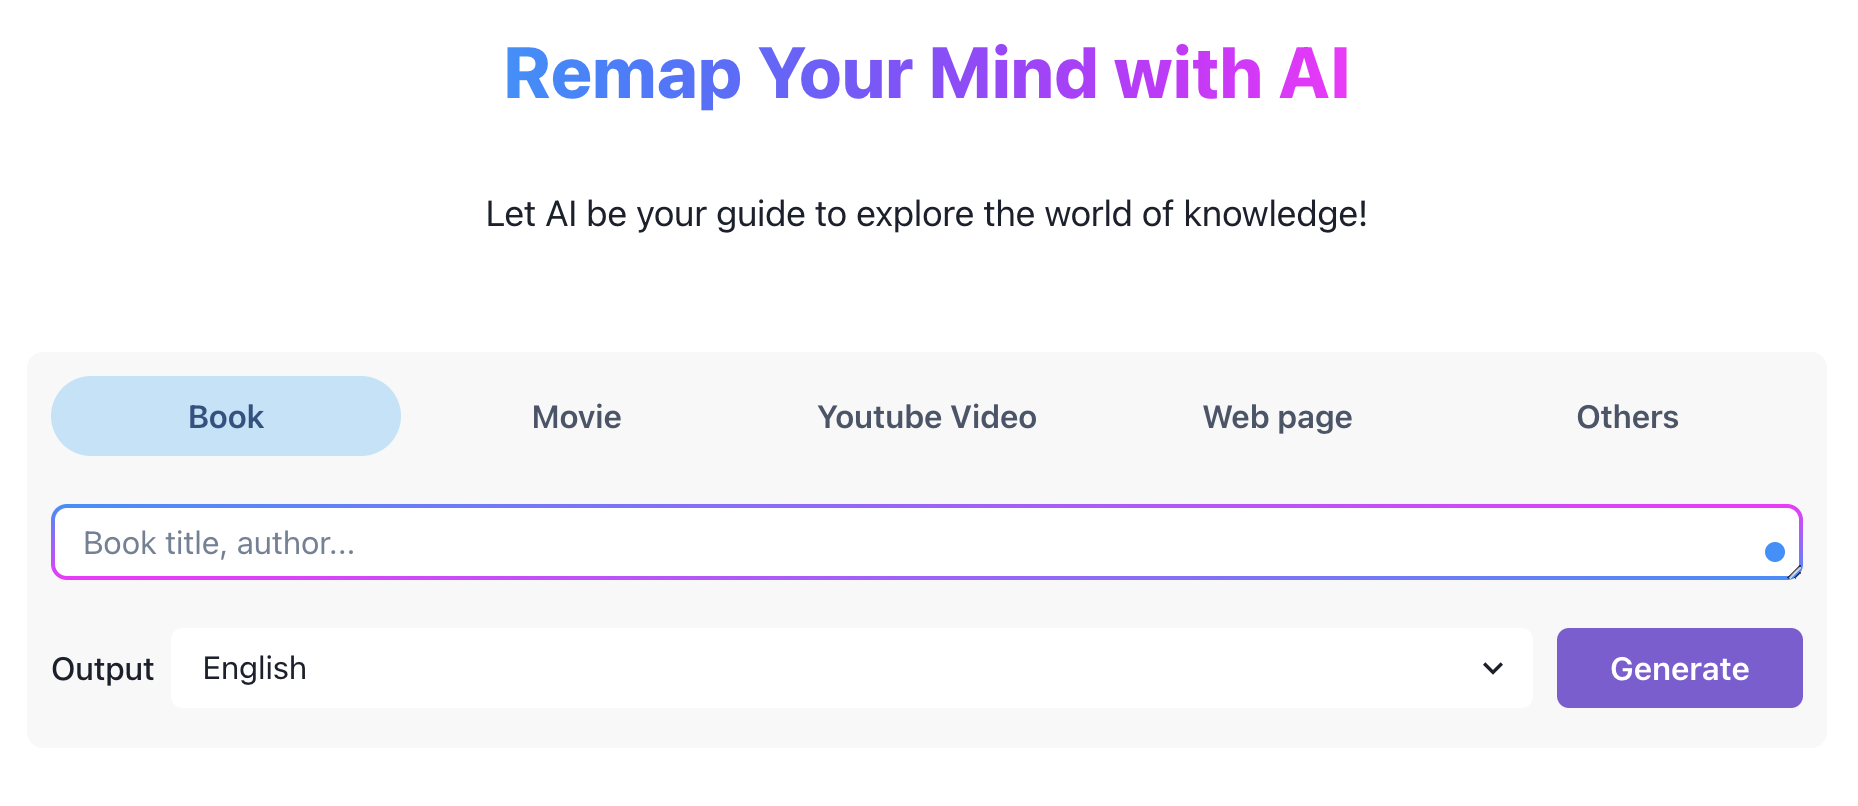 Remap Your Mind with AI
Let AI be your guide to explore the world of knowledge!
Book Movie Youtube Video Web page Others
Book title, author...
Output English Generate